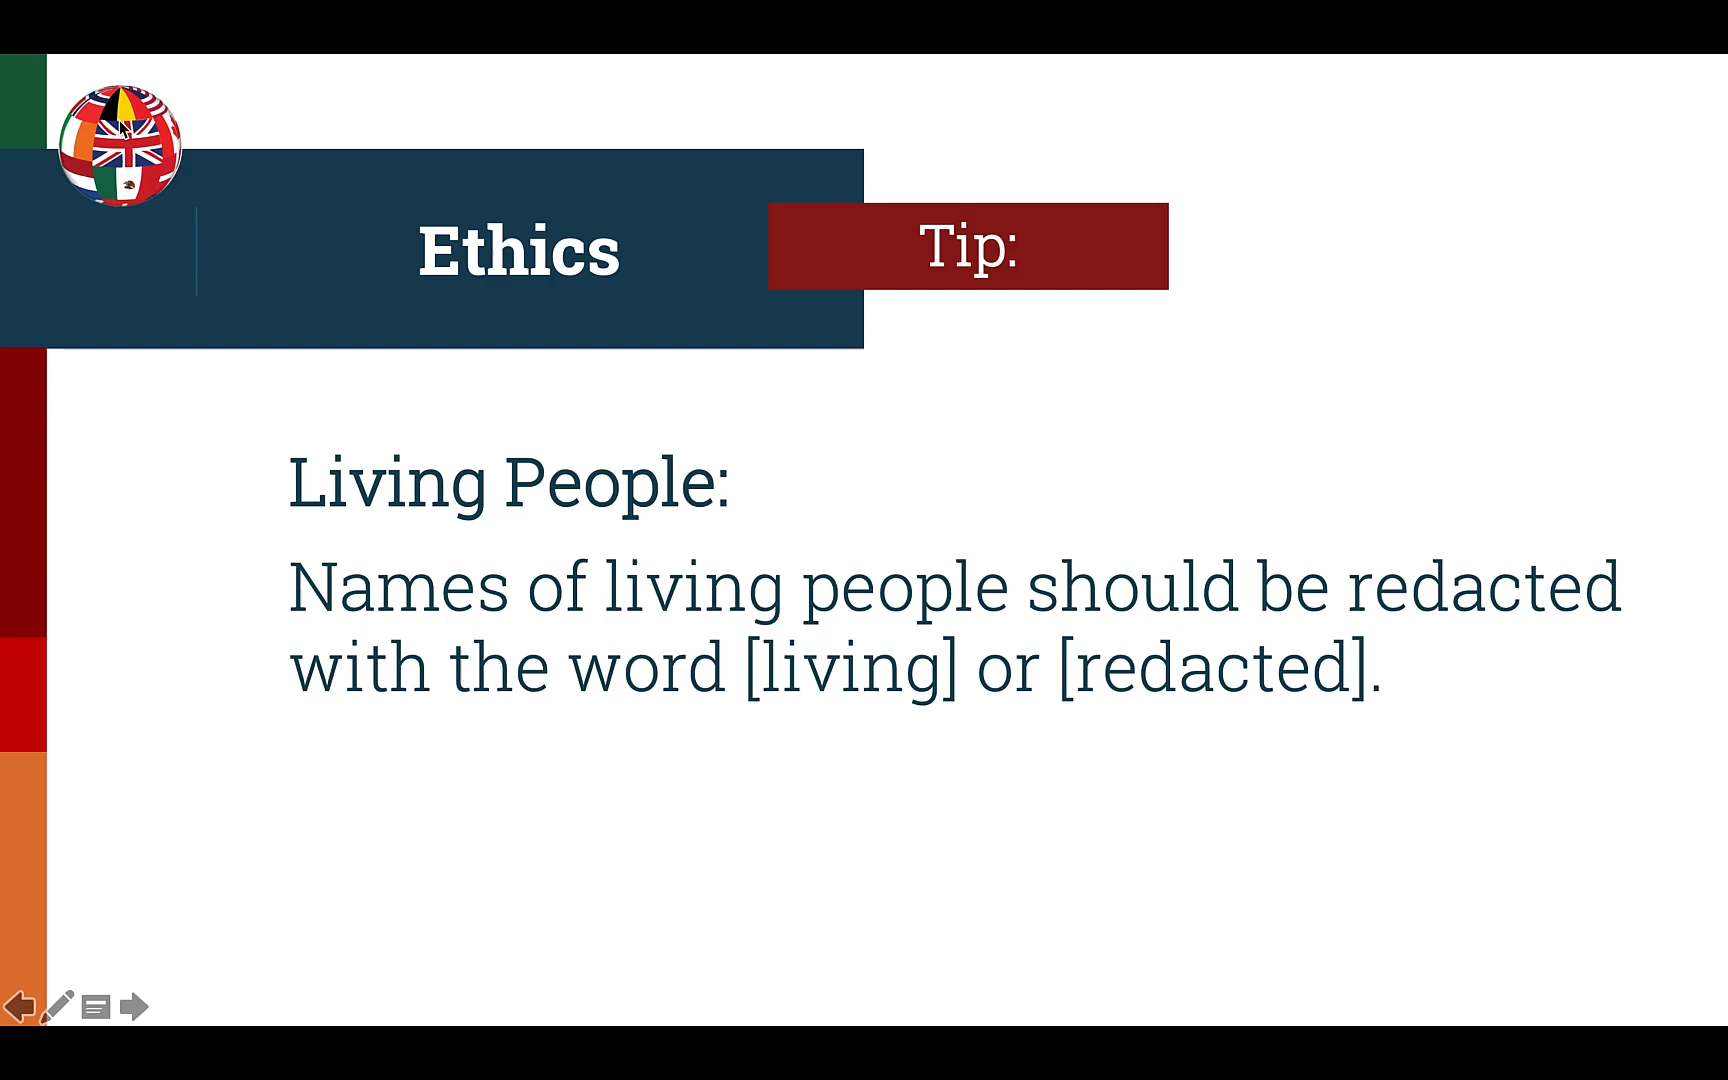 Ethics
Tip:
Living People:
Names of living people should be redacted
with the word [living] or [redacted].